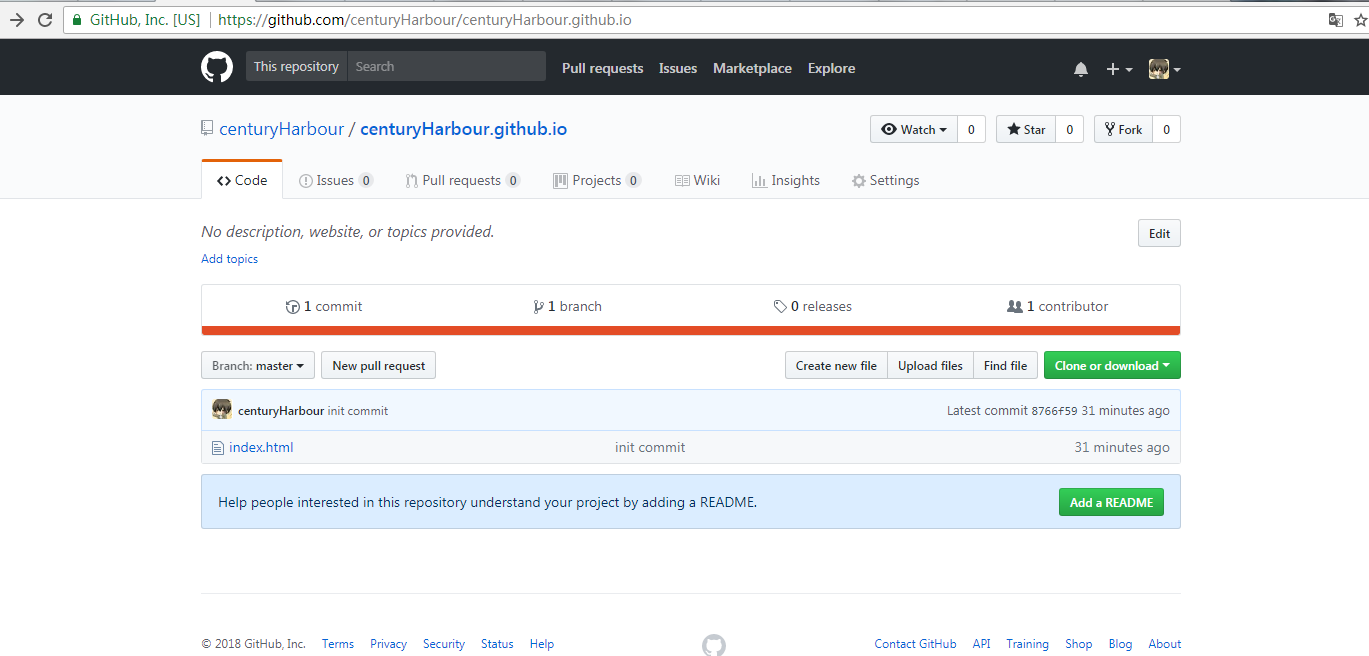 GitHub, Inc. [US] https://github.com/centuryHarbour/centuryHarbour.github.io
This repository Search Pull requests Issues Marketplace Explore
centuryHarbour / centuryHarbour.github.io Watch 0 Star 0 Fork 0
Code Issues 0 Pull requests 0 Projects 0 Wiki Insights Settings
No description, website, or topics provided. Edit
Add topics
1 commit 1 branch 0 releases 1 contributor
Branch: master New pull request Create new file Upload files Find file Clone or download
centuryHarbour init commit Latest commit 8766f59 31 minutes ago
index.html init commit 31 minutes ago
Help people interested in this repository understand your project by adding a README. Add a README
© 2018 GitHub, Inc. Terms Privacy Security Status Help Contact GitHub API Training Shop Blog About